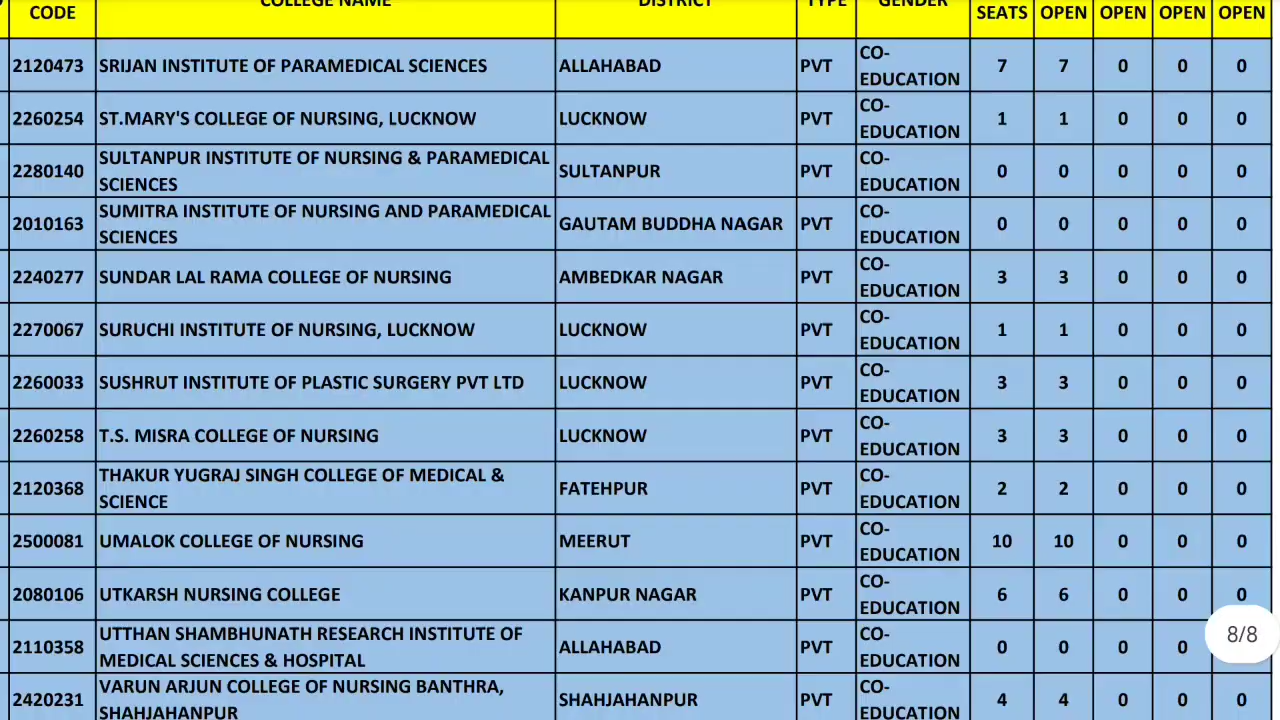 CODE COLLEGE NAME DISTRICT TYPE GENDER SEATS OPEN OPEN OPEN OPEN
2120473 SRIJAN INSTITUTE OF PARAMEDICAL SCIENCES ALLAHABAD PVT CO-
EDUCATION 7 7 0 0 0
2260254 ST.MARY'S COLLEGE OF NURSING, LUCKNOW LUCKNOW PVT CO-
EDUCATION 1 1 0 0 0
2280140 SULTANPUR INSTITUTE OF NURSING & PARAMEDICAL
SCIENCES SULTANPUR PVT CO-
EDUCATION 0 0 0 0 0
2010163 SUMITRA INSTITUTE OF NURSING AND PARAMEDICAL
SCIENCES GAUTAM BUDDHA NAGAR PVT CO-
EDUCATION 0 0 0 0 0
2240277 SUNDAR LAL RAMA COLLEGE OF NURSING AMBEDKAR NAGAR PVT CO-
EDUCATION 3 3 0 0 0
2270067 SURUCHI INSTITUTE OF NURSING, LUCKNOW LUCKNOW PVT CO-
EDUCATION 1 1 0 0 0
2260033 SUSHRUT INSTITUTE OF PLASTIC SURGERY PVT LTD LUCKNOW PVT CO-
EDUCATION 3 3 0 0 0
2260258 T.S. MISRA COLLEGE OF NURSING LUCKNOW PVT CO-
EDUCATION 3 3 0 0 0
2120368 THAKUR YUGRAJ SINGH COLLEGE OF MEDICAL &
SCIENCE FATEHPUR PVT CO-
EDUCATION 2 2 0 0 0
2500081 UMALOK COLLEGE OF NURSING MEERUT PVT CO-
EDUCATION 10 10 0 0 0
2080106 UTKARSH NURSING COLLEGE KANPUR NAGAR PVT CO-
EDUCATION 6 6 0 0 0
2110358 UTTHAN SHAMBHUNATH RESEARCH INSTITUTE OF
MEDICAL SCIENCES & HOSPITAL ALLAHABAD PVT CO-
EDUCATION 0 0 0 0
8/8
2420231 VARUN ARJUN COLLEGE OF NURSING BANTHRA,
SHAHJAHANPUR SHAHJAHANPUR PVT CO-
EDUCATION 4 4 0 0 0